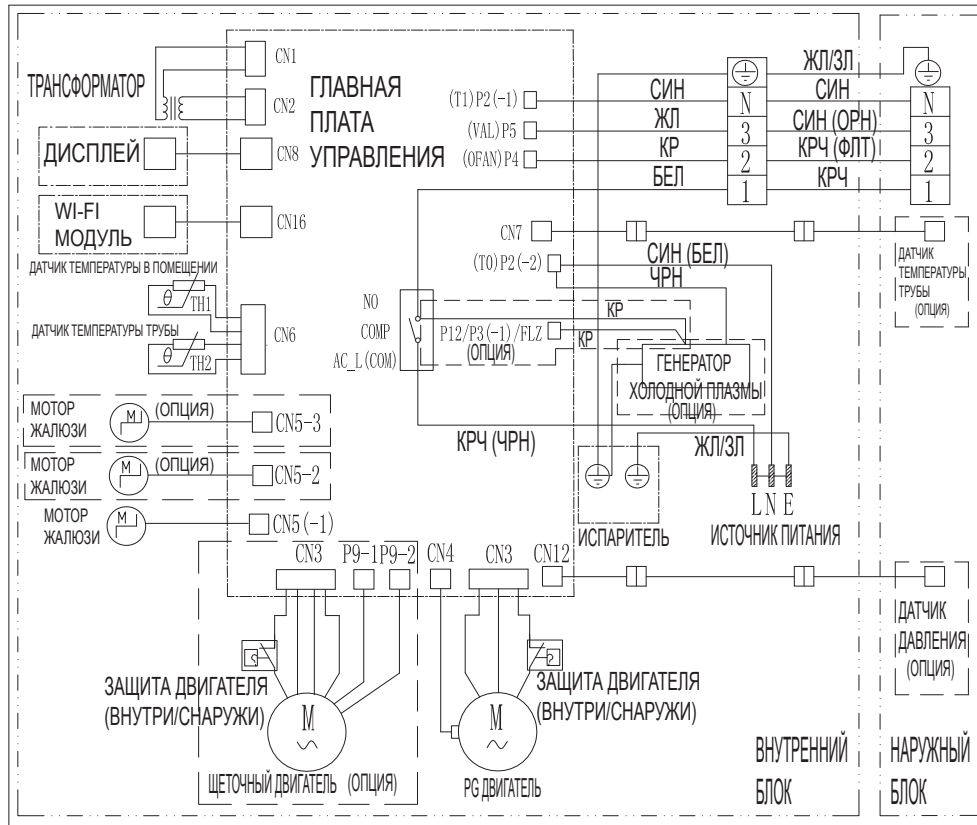 ТРАНСФОРМАТОР
CN1
CN2
ГЛАВНАЯ
ПЛАТА
УПРАВЛЕНИЯ
(T1)P2(-1)
(VAL)P5
(OFAN)P4
СИН
ЖЛ
КР
БЕЛ
N
3
2
1
ЖЛ/ЗЛ
СИН
СИН (ОРН)
КРЧ (ФЛТ)
КРЧ
N
3
2
1
ДИСПЛЕЙ
CN8
WI-FI
МОДУЛЬ
CN16
CN7
(T0)P2(-2)
СИН (БЕЛ)
ЧРН
ДАТЧИК
ТЕМПЕРАТУРЫ
ТРУБЫ
(ОПЦИЯ)
ДАТЧИК ТЕМПЕРАТУРЫ В ПОМЕЩЕНИИ
θ
TH1
ДАТЧИК ТЕМПЕРАТУРЫ ТРУБЫ
θ
TH2
CN6
NO
COMP
AC_L(COM)
КР
P12/P3(-1)/FLZ
(ОПЦИЯ)
КР
ГЕНЕРАТОР
ХОЛОДНОЙ ПЛАЗМЫ
(ОПЦИЯ)
МОТОР
ЖАЛЮЗИ
M
(ОПЦИЯ)
CN5-3
МОТОР
ЖАЛЮЗИ
M
(ОПЦИЯ)
CN5-2
МОТОР
ЖАЛЮЗИ
M
CN5(-1)
КРЧ (ЧРН)
ЖЛ/ЗЛ
ИСПАРИТЕЛЬ
L N E
ИСТОЧНИК ПИТАНИЯ
CN3
P9-1
P9-2
CN4
CN3
CN12
ЗАЩИТА ДВИГАТЕЛЯ
(ВНУТРИ/СНАРУЖИ)
M
ЩЕТОЧНЫЙ ДВИГАТЕЛЬ (ОПЦИЯ)
ЗАЩИТА ДВИГАТЕЛЯ
(ВНУТРИ/СНАРУЖИ)
M
PG ДВИГАТЕЛЬ
ДАТЧИК
ДАВЛЕНИЯ
(ОПЦИЯ)
ВНУТРЕННИЙ
БЛОК
НАРУЖНЫЙ
БЛОК